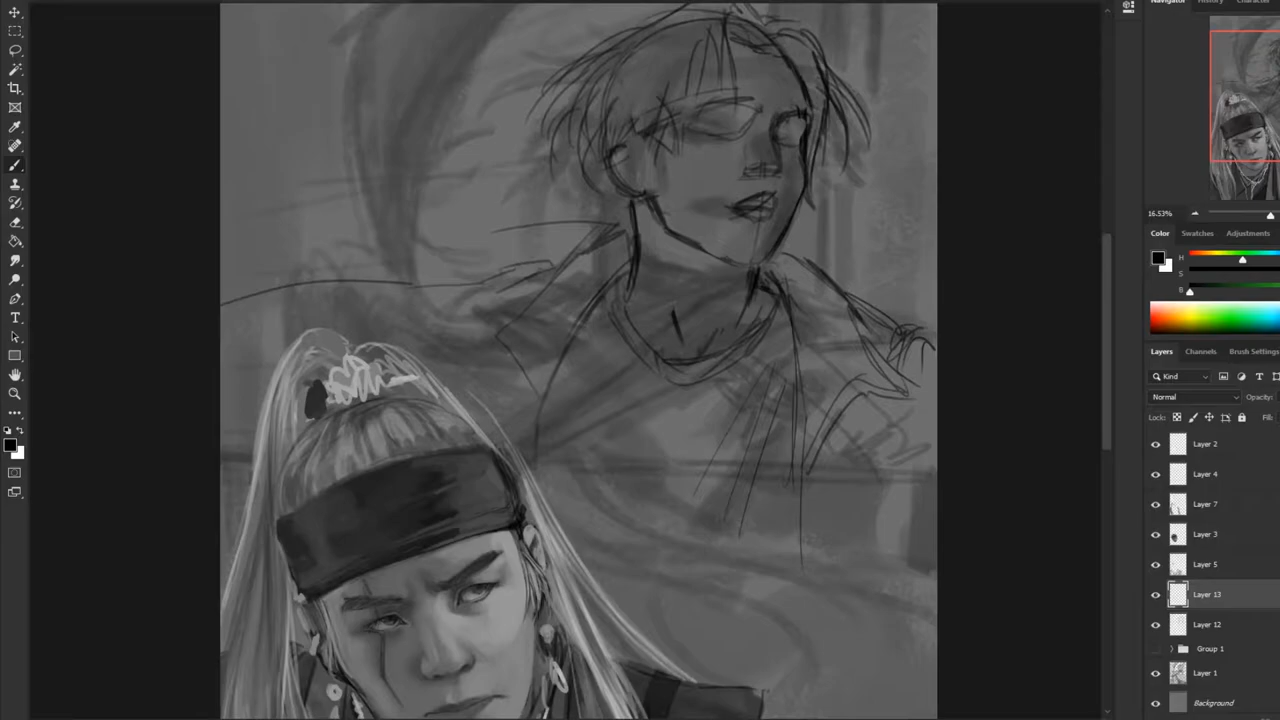 Navigator History Character
16.53%
Color Swatches Adjustments
H
S
B
Layers Channels Brush Settings
Kind
Normal Opacity:
Lock: Fill:
Layer 2
Layer 4
Layer 7
Layer 3
Layer 5
Layer 13
Layer 12
Group 1
Layer 1
Background